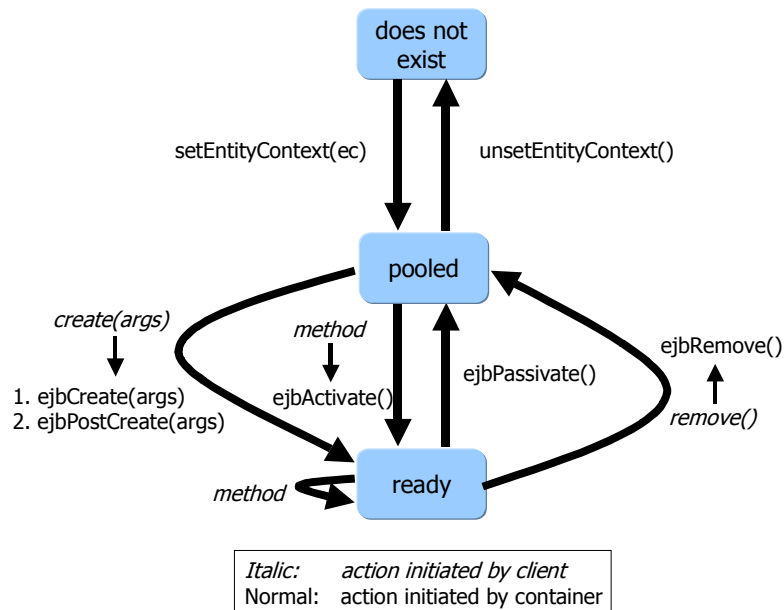 does not
exist
setEntityContext(ec)
unsetEntityContext()
pooled
create(args)
method
ejbRemove()
1. ejbCreate(args)
2. ejbPostCreate(args)
ejbActivate()
ejbPassivate()
remove()
method
ready
Italic: action initiated by client
Normal: action initiated by container